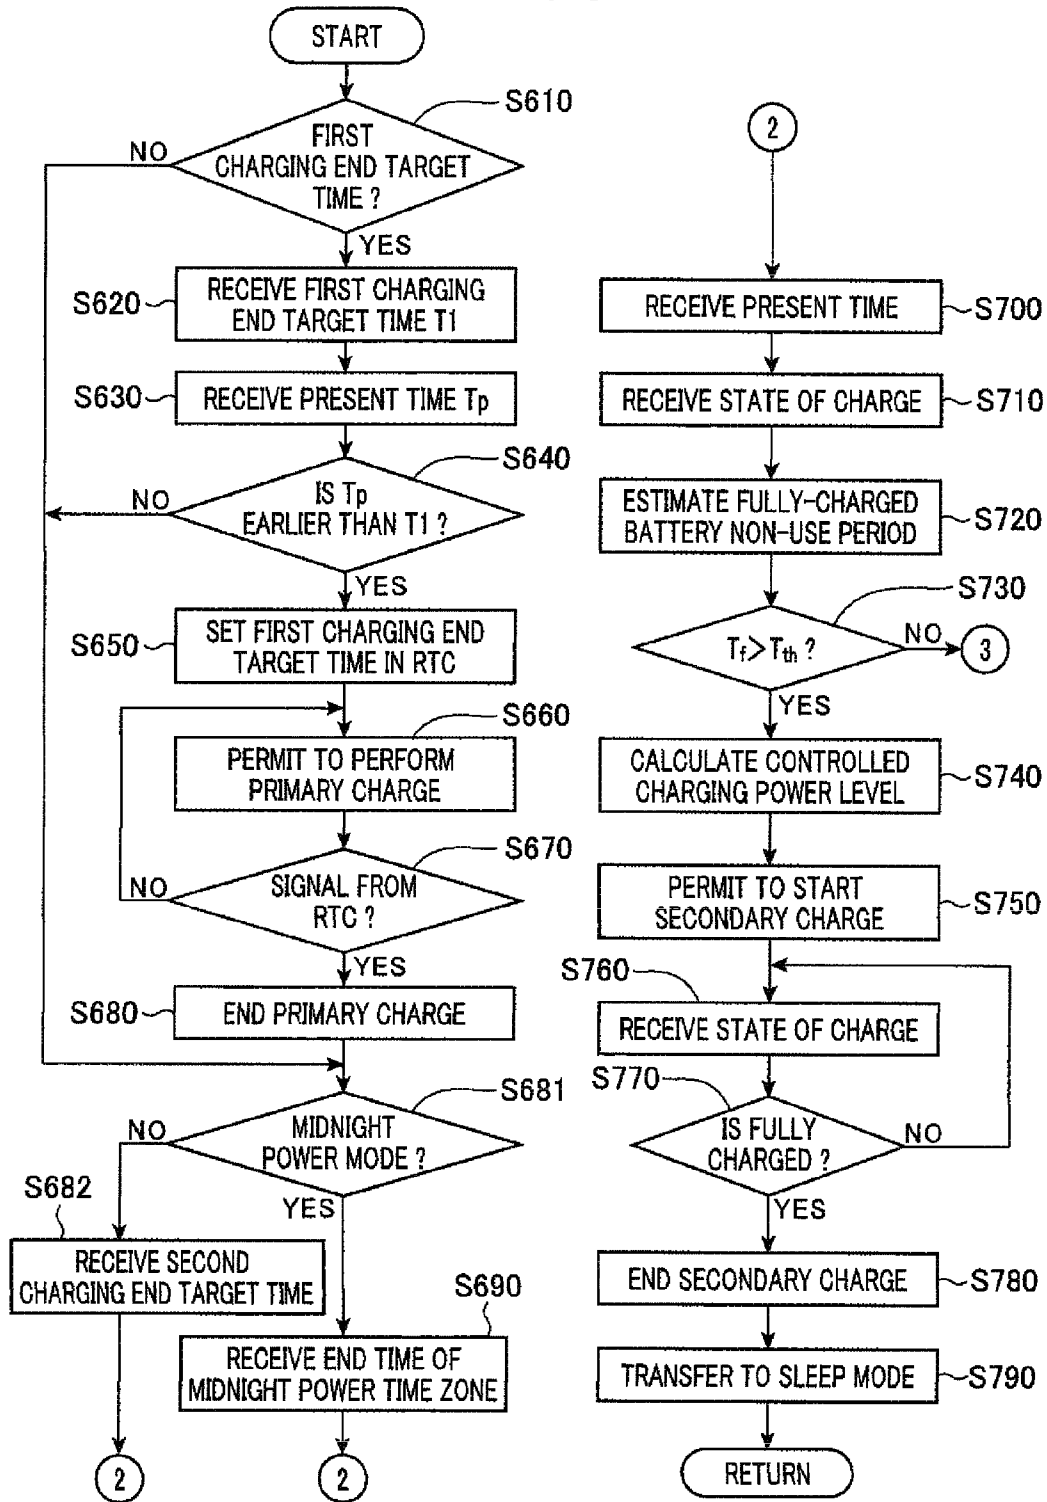 START
S610
FIRST
CHARGING END TARGET
TIME ?
NO
YES
S620
RECEIVE FIRST CHARGING
END TARGET TIME T1
S630
RECEIVE PRESENT TIME Tp
S640
IS Tp
EARLIER THAN T1 ?
NO
YES
S650
SET FIRST CHARGING END
TARGET TIME IN RTC
S660
PERMIT TO PERFORM
PRIMARY CHARGE
S670
SIGNAL FROM
RTC ?
NO
YES
S680
END PRIMARY CHARGE
S681
MIDNIGHT
POWER MODE ?
NO
YES
S682
RECEIVE SECOND
CHARGING END TARGET TIME
S690
RECEIVE END TIME OF
MIDNIGHT POWER TIME ZONE
2
2
2
RECEIVE PRESENT TIME
S700
RECEIVE STATE OF CHARGE
S710
ESTIMATE FULLY-CHARGED
BATTERY NON-USE PERIOD
S720
S730
Tf>Tth ?
NO
3
YES
CALCULATE CONTROLLED
CHARGING POWER LEVEL
S740
PERMIT TO START
SECONDARY CHARGE
S750
S760
RECEIVE STATE OF CHARGE
S770
IS FULLY
CHARGED ?
NO
YES
END SECONDARY CHARGE
S780
TRANSFER TO SLEEP MODE
S790
RETURN